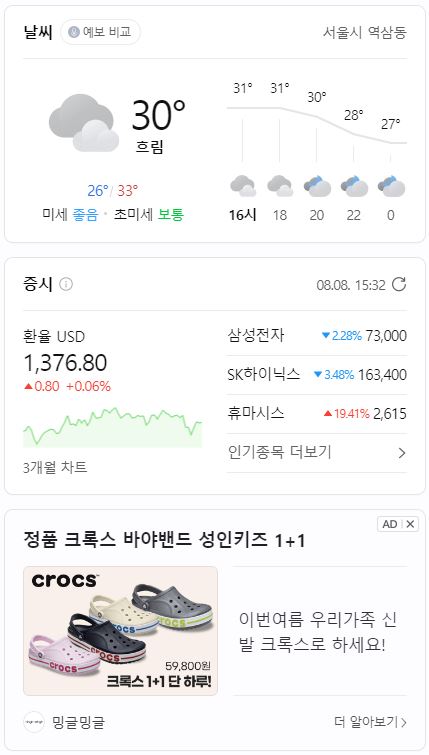 날씨 예보 비교 서울시 역삼동
30°
흐림
26° / 33°
미세 좋음 · 초미세 보통
31° 31° 30° 28° 27°
16시 18 20 22 0
증시 08.08. 15:32
환율 USD
1,376.80
▲0.80 +0.06%
3개월 차트
삼성전자 ▼2.28% 73,000
SK하이닉스 ▼3.48% 163,400
휴마시스 ▲19.41% 2,615
인기종목 더보기
AD
정품 크록스 바야밴드 성인키즈 1+1
crocs™
crocs
crocs
59,800원
크록스 1+1 단 하루!
이번여름 우리가족 신
발 크록스로 하세요!
밍글밍글
더 알아보기